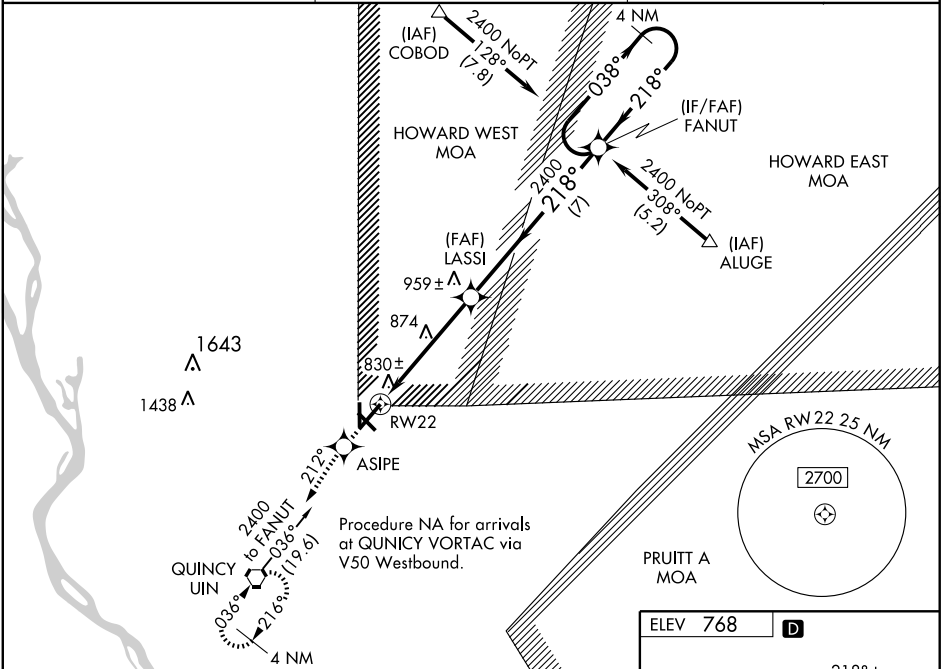 4 NM
(IAF)
COBOD
2400 NoPT
128°
(7.8)
038°
218°
(IF/FAF)
FANUT
HOWARD WEST
MOA
HOWARD EAST
MOA
2400
218°
(7)
2400 NoPT
308°
(5.2)
(IAF)
ALUGE
(FAF)
LASSI
959±
874
1643
830±
1438
RW22
MSA RW 22 25 NM
2700
ASIPE
212°
2400
to FANUT
036°
(19.6)
Procedure NA for arrivals
at QUNICY VORTAC via
V50 Westbound.
PRUITT A
MOA
QUINCY
UIN
036°
216°
4 NM
ELEV 768 D